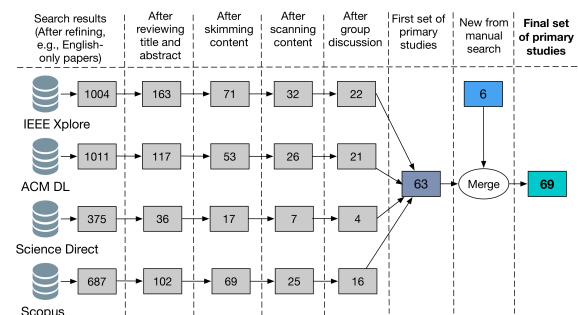 Search results
(After refining,
e.g., English-
only papers)
After
reviewing
title and
abstract
After
skimming
content
After
scanning
content
After
group
discussion
First set of
primary
studies
New from
manual
search
Final set
of primary
studies
1004
163
71
32
22
6
IEEE Xplore
1011
117
53
26
21
63
Merge
69
ACM DL
375
36
17
7
4
Science Direct
687
102
69
25
16
Scopus